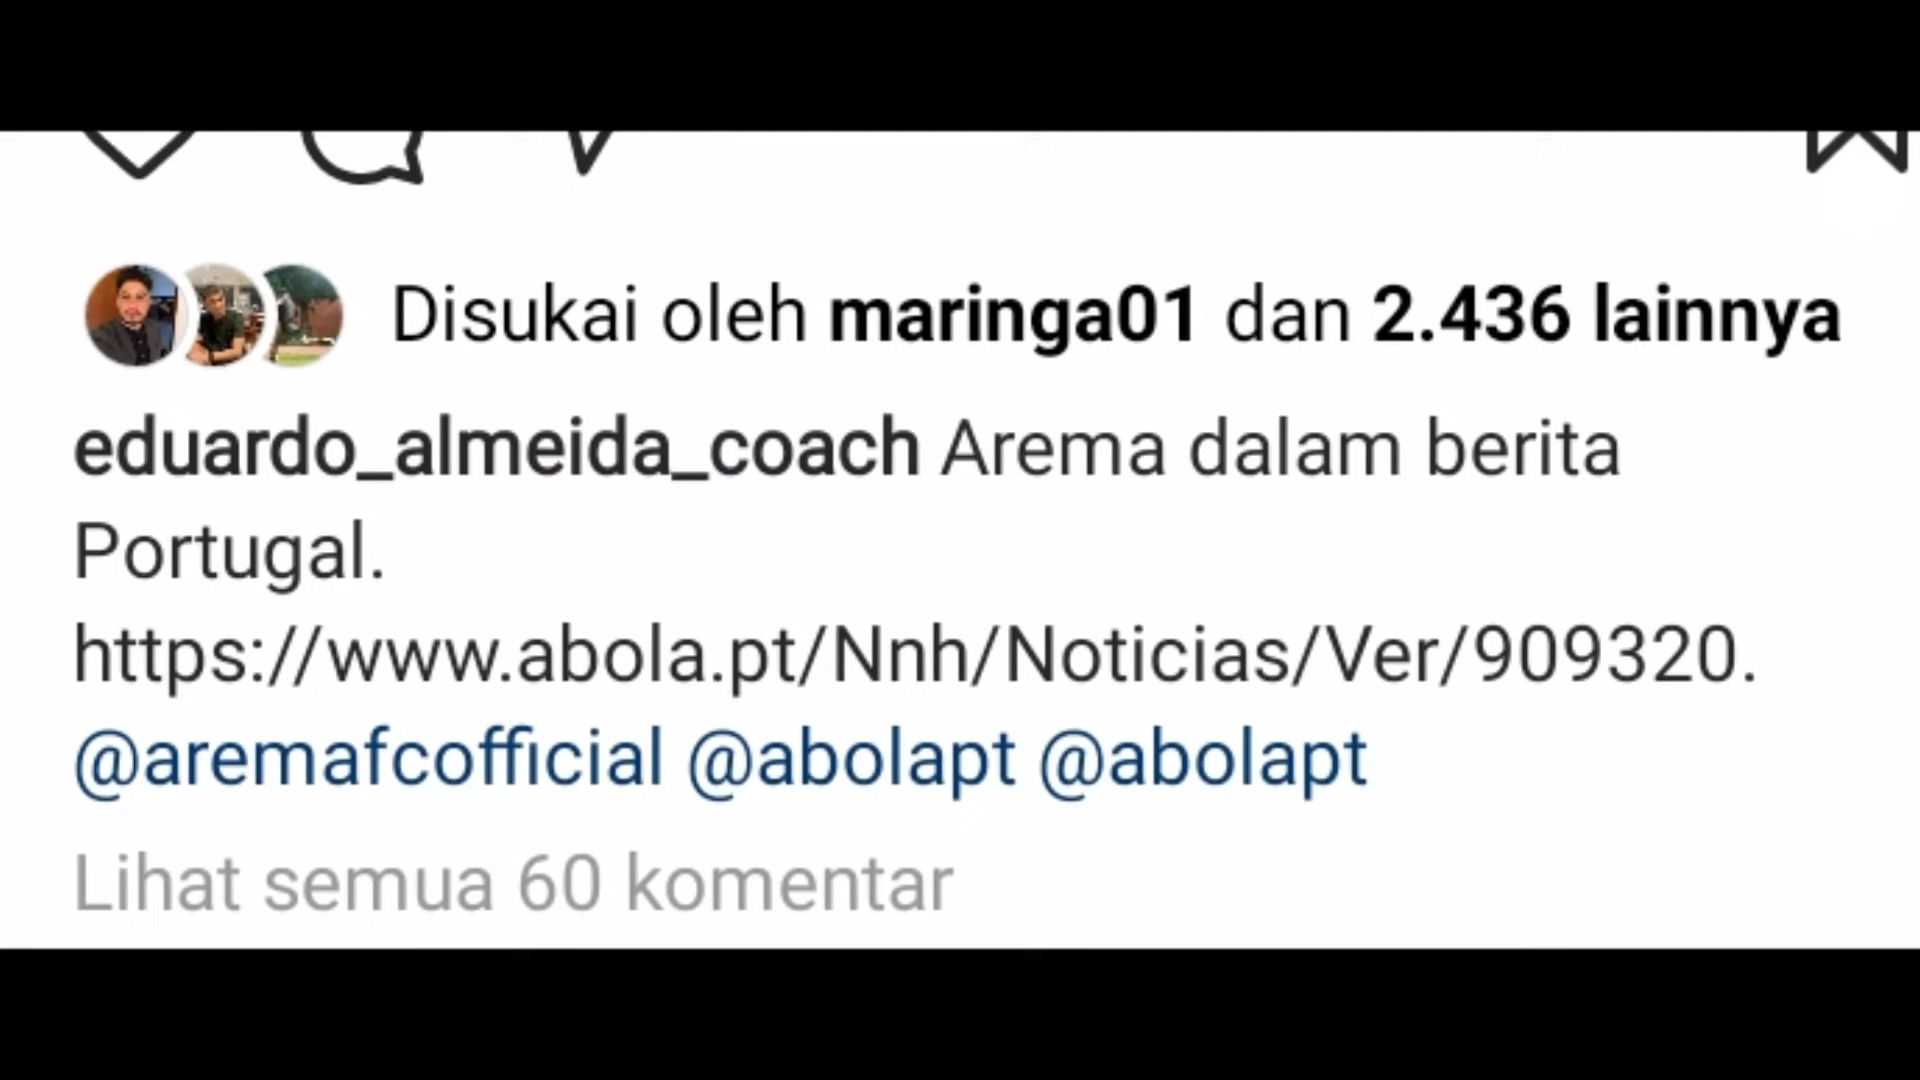 Disukai oleh maringa01 dan 2.436 lainnya
eduardo_almeida_coach Arema dalam berita
Portugal.
https://www.abola.pt/Nnh/Noticias/Ver/909320.
@aremafcofficial @abolapt @abolapt
Lihat semua 60 komentar